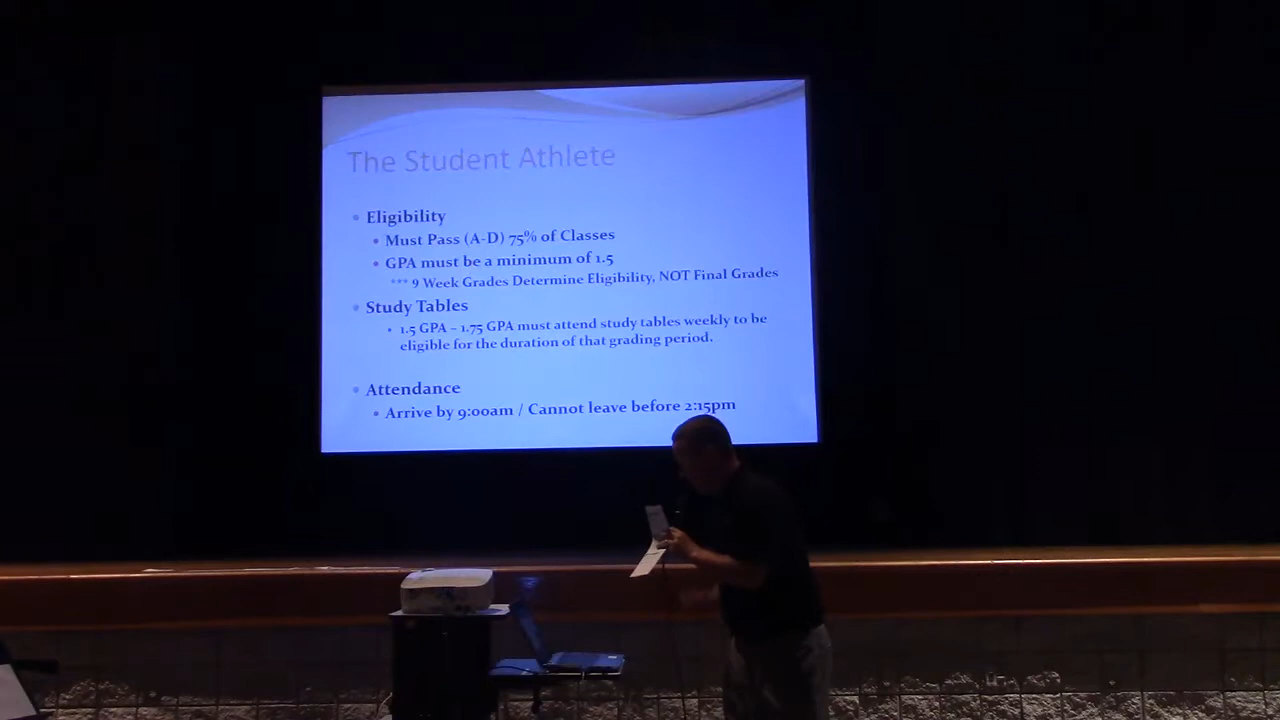 The Student Athlete
Eligibility
Must Pass (A-D) 75% of Classes
GPA must be a minimum of 1.5
*** 9 Week Grades Determine Eligibility, NOT Final Grades
Study Tables
1.5 GPA – 1.75 GPA must attend study tables weekly to be
eligible for the duration of that grading period.
Attendance
Arrive by 9:00am / Cannot leave before 2:15pm